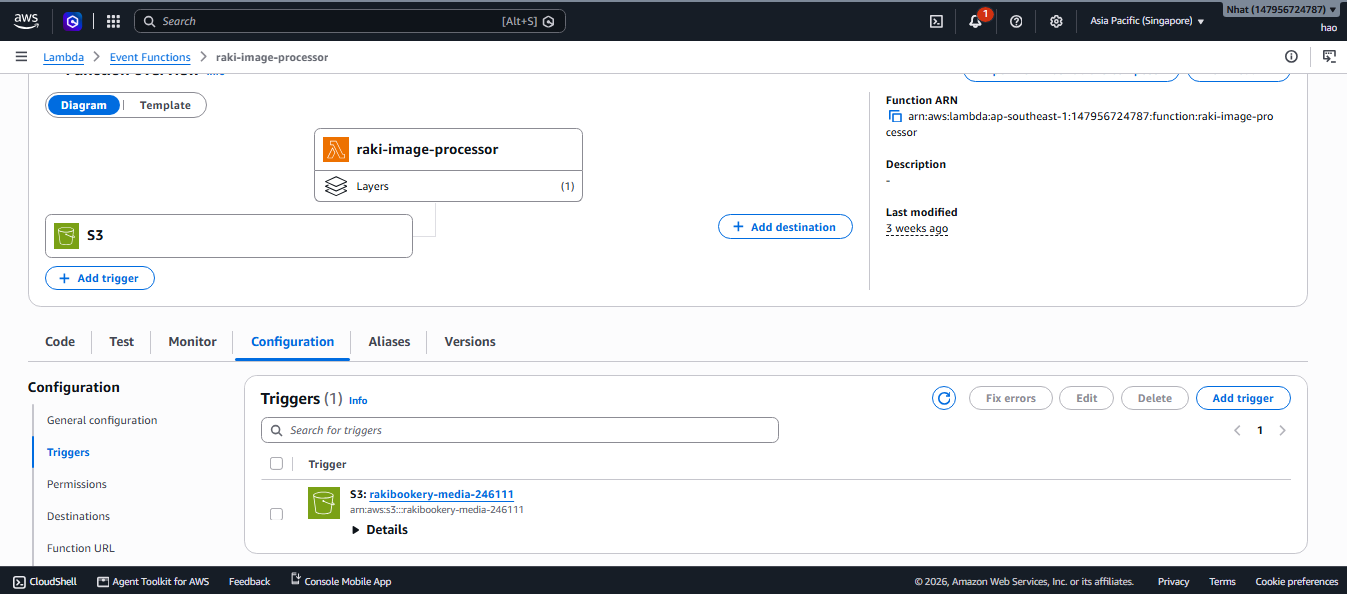 aws
Search
[Alt+S]
1
Asia Pacific (Singapore)
Nhat (147956724787)
hao
Lambda
Event Functions
raki-image-processor
Info
Diagram
Template
raki-image-processor
Layers
(1)
S3
Add trigger
Add destination
Function ARN
arn:aws:lambda:ap-southeast-1:147956724787:function:raki-image-pro
cessor
Description
-
Last modified
3 weeks ago
Code
Test
Monitor
Configuration
Aliases
Versions
Configuration
General configuration
Triggers
Permissions
Destinations
Function URL
Triggers (1) Info
Fix errors
Edit
Delete
Add trigger
Search for triggers
1
Trigger
S3: rakibookery-media-246111
arn:aws:s3:::rakibookery-media-246111
Details
CloudShell
Agent Toolkit for AWS
Feedback
Console Mobile App
© 2026, Amazon Web Services, Inc. or its affiliates.
Privacy
Terms
Cookie preferences